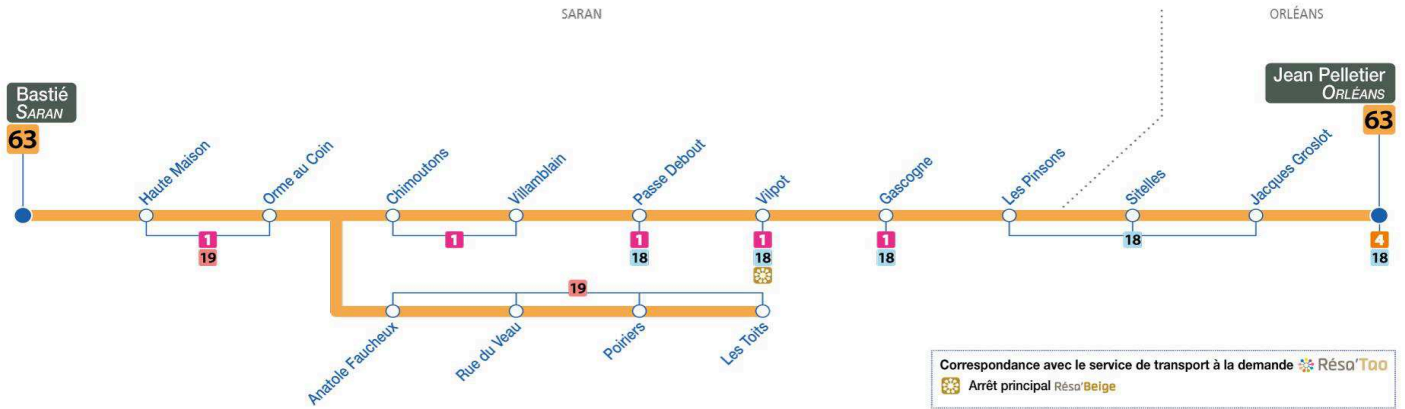 SARAN
ORLÉANS
Bastié
SARAN
63
Jean Pelletier
ORLÉANS
63
Haute Maison
Orme au Coin
Chimoutons
Villamblain
Passe Debout
Vilpot
Gascogne
Les Pinsons
Sitelles
Jacques Groslot
1
19
1
1
18
1
18
1
18
18
4
18
19
Anatole Faucheux
Rue du Veau
Poiriers
Les Toits
Correspondance avec le service de transport à la demande Résa'Tao
Arrêt principal Résa'Beige